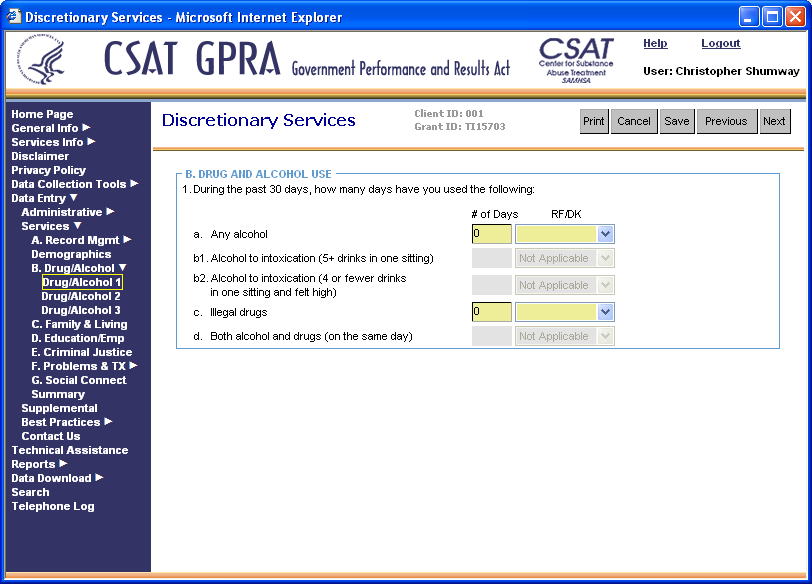 Discretionary Services - Microsoft Internet Explorer
CSAT GPRA Government Performance and Results Act
CSAT
Center for Substance
Abuse Treatment
SAMHSA
Help Logout
User: Christopher Shumway
Home Page
General Info
Services Info
Disclaimer
Privacy Policy
Data Collection Tools
Data Entry
Administrative
Services
A. Record Mgmt
Demographics
B. Drug/Alcohol
Drug/Alcohol 1
Drug/Alcohol 2
Drug/Alcohol 3
C. Family & Living
D. Education/Emp
E. Criminal Justice
F. Problems & TX
G. Social Connect
Summary
Supplemental
Best Practices
Contact Us
Technical Assistance
Reports
Data Download
Search
Telephone Log
Discretionary Services
Client ID: 001
Grant ID: TI15703
Print Cancel Save Previous Next
B. DRUG AND ALCOHOL USE
1. During the past 30 days, how many days have you used the following:
# of Days RF/DK
a. Any alcohol 0
b1. Alcohol to intoxication (5+ drinks in one sitting) Not Applicable
b2. Alcohol to intoxication (4 or fewer drinks
in one sitting and felt high) Not Applicable
c. Illegal drugs 0
d. Both alcohol and drugs (on the same day) Not Applicable